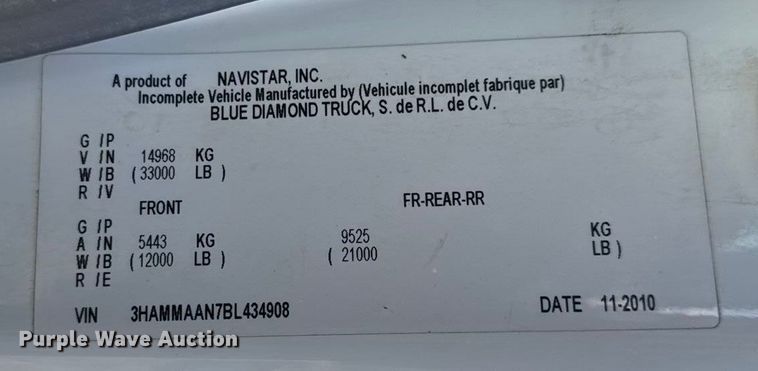 A product of NAVISTAR, INC.
Incomplete Vehicle Manufactured by (Vehicule incomplet fabrique par)
BLUE DIAMOND TRUCK, S. de R.L. de C.V.
G /P
V /N 14968 KG
W /B ( 33000 LB )
R /V
FRONT FR-REAR-RR
G /P
A /N 5443 KG 9525 KG
W /B ( 12000 LB ) ( 21000 LB )
R /E
VIN 3HAMMAAN7BL434908 DATE 11-2010
Purple Wave Auction